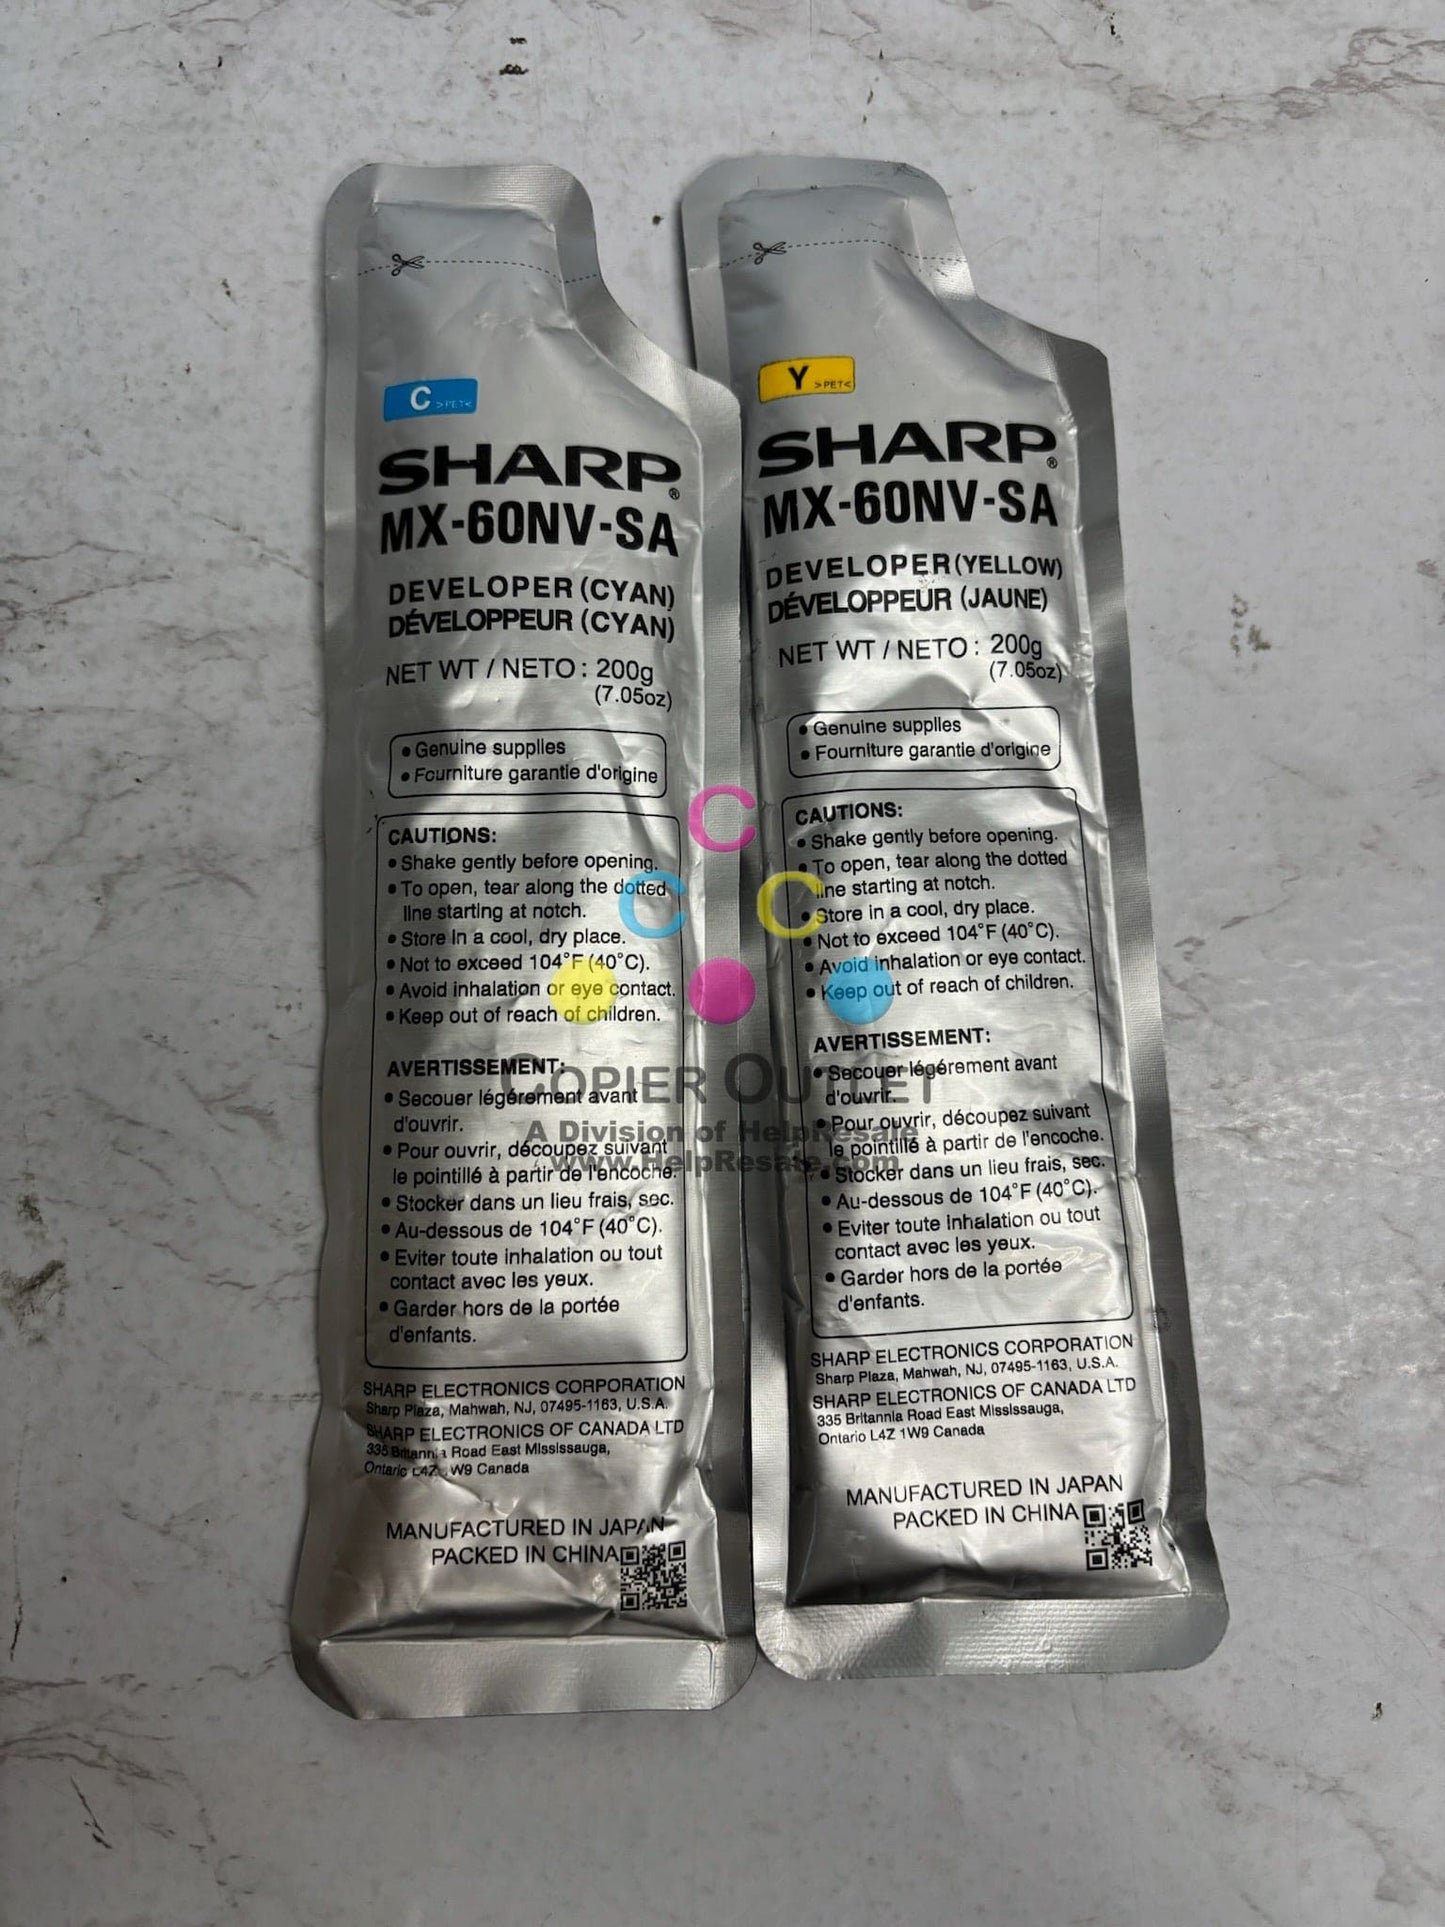 C >PET<
SHARP®
MX-60NV-SA
DEVELOPER (CYAN)
DÉVELOPPEUR (CYAN)
NET WT / NETO : 200g
(7.05oz)
• Genuine supplies
• Fourniture garantie d'origine
CAUTIONS:
• Shake gently before opening.
• To open, tear along the dotted
line starting at notch.
• Store in a cool, dry place.
• Not to exceed 104°F (40°C).
• Avoid inhalation or eye contact.
• Keep out of reach of children.
AVERTISSEMENT:
• Secouer légérement avant
d'ouvrir.
• Pour ouvrir, découpez suivant
le pointillé à partir de l'encoche.
• Stocker dans un lieu frais, sec.
• Au-dessous de 104°F (40°C).
• Eviter toute inhalation ou tout
contact avec les yeux.
• Garder hors de la portée
d'enfants.
SHARP ELECTRONICS CORPORATION
Sharp Plaza, Mahwah, NJ, 07495-1163, U.S.A.
SHARP ELECTRONICS OF CANADA LTD
335 Britannia Road East Mississauga,
Ontario L4Z 1W9 Canada
MANUFACTURED IN JAPAN
PACKED IN CHINA
Y >PET<
SHARP®
MX-60NV-SA
DEVELOPER (YELLOW)
DÉVELOPPEUR (JAUNE)
NET WT / NETO : 200g
(7.05oz)
• Genuine supplies
• Fourniture garantie d'origine
CAUTIONS:
• Shake gently before opening.
• To open, tear along the dotted
line starting at notch.
• Store in a cool, dry place.
• Not to exceed 104°F (40°C).
• Avoid inhalation or eye contact.
• Keep out of reach of children.
AVERTISSEMENT:
• Secouer légérement avant
d'ouvrir.
• Pour ouvrir, découpez suivant
le pointillé à partir de l'encoche.
• Stocker dans un lieu frais, sec.
• Au-dessous de 104°F (40°C).
• Eviter toute inhalation ou tout
contact avec les yeux.
• Garder hors de la portée
d'enfants.
SHARP ELECTRONICS CORPORATION
Sharp Plaza, Mahwah, NJ, 07495-1163, U.S.A.
SHARP ELECTRONICS OF CANADA LTD
335 Britannia Road East Mississauga,
Ontario L4Z 1W9 Canada
MANUFACTURED IN JAPAN
PACKED IN CHINA
C
C C
COPIER OUTLET
A Division of HelpResale
www.HelpResale.com